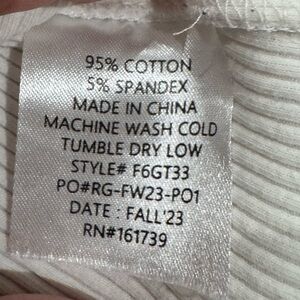 95% COTTON
5% SPANDEX
MADE IN CHINA
MACHINE WASH COLD
TUMBLE DRY LOW
STYLE# F6GT33
PO#RG-FW23-PO1
DATE : FALL'23
RN#161739